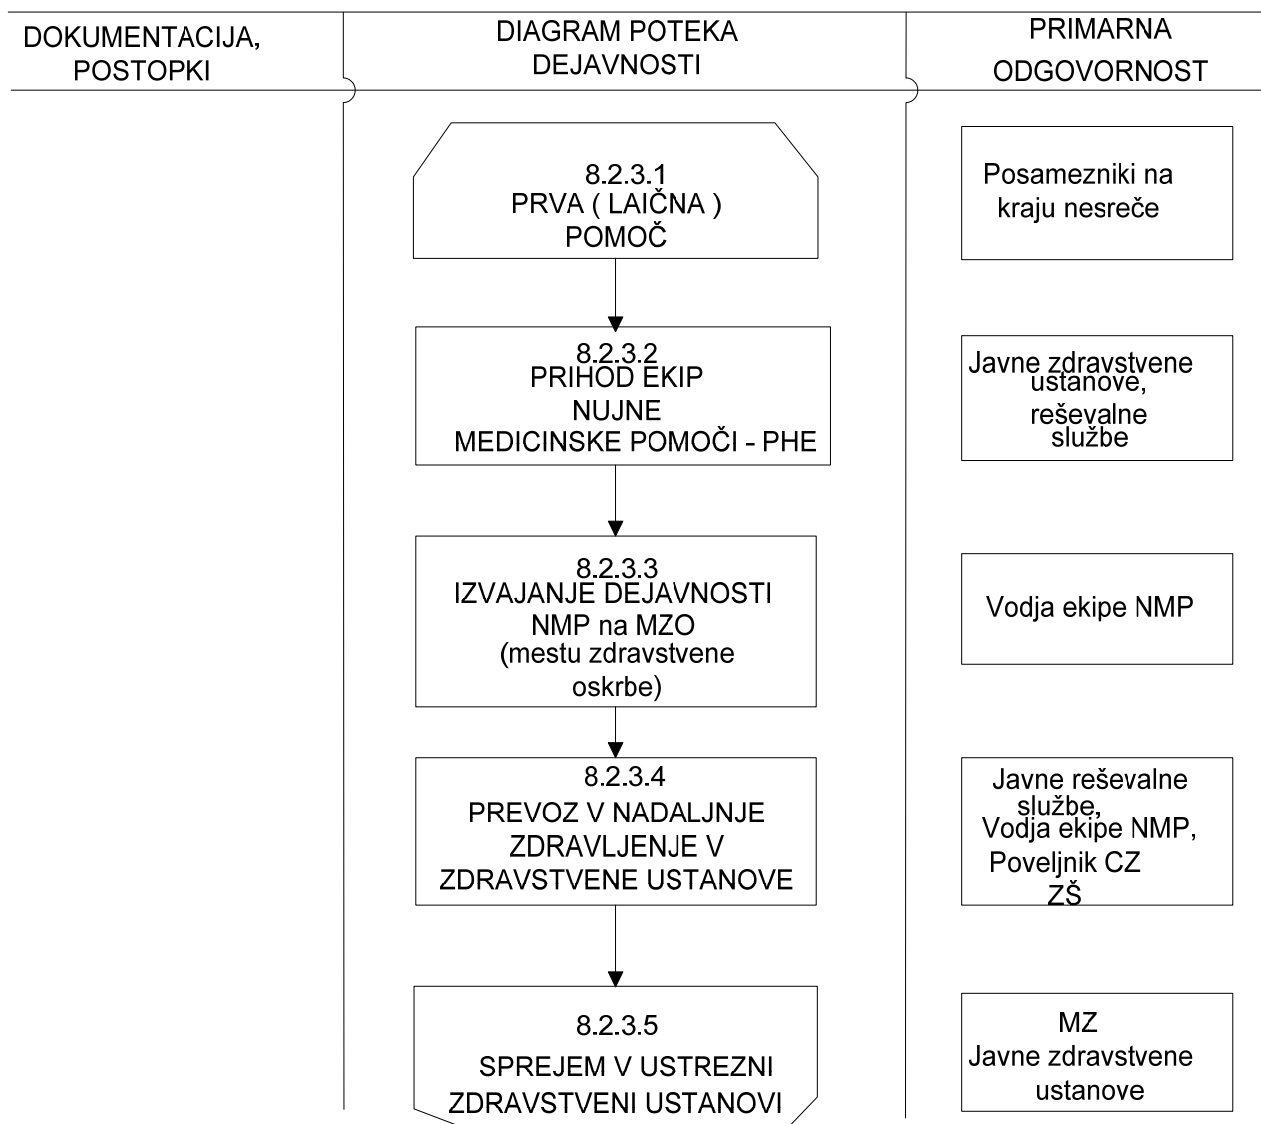 DOKUMENTACIJA,
POSTOPKI
DIAGRAM POTEKA
DEJAVNOSTI
PRIMARNA
ODGOVORNOST
8.2.3.1
PRVA ( LAIČNA )
POMOČ
Posamezniki na
kraju nesreče
8.2.3.2
PRIHOD EKIP
NUJNE
MEDICINSKE POMOČI - PHE
Javne zdravstvene
ustanove,
reševalne
službe
8.2.3.3
IZVAJANJE DEJAVNOSTI
NMP na MZO
(mestu zdravstvene
oskrbe)
Vodja ekipe NMP
8.2.3.4
PREVOZ V NADALJNJE
ZDRAVLJENJE V
ZDRAVSTVENE USTANOVE
Javne reševalne
službe,
Vodja ekipe NMP,
Poveljnik CZ
ZŠ
8.2.3.5
SPREJEM V USTREZNI
ZDRAVSTVENI USTANOVI
MZ
Javne zdravstvene
ustanove